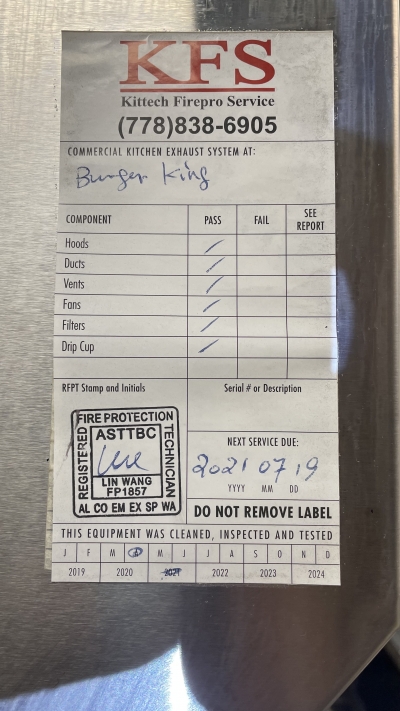 KFS
Kittech Firepro Service
(778)838-6905
COMMERCIAL KITCHEN EXHAUST SYSTEM AT:
Burger King
COMPONENT PASS FAIL SEE REPORT
Hoods
Ducts
Vents
Fans
Filters
Drip Cup
RFPT Stamp and Initials
Serial # or Description
FIRE PROTECTION
REGISTERED
ASTTBC
TECHNICIAN
LIN WANG
FP1857
AL CO EM EX SP WA
NEXT SERVICE DUE:
2021 07 19
YYYY MM DD
DO NOT REMOVE LABEL
THIS EQUIPMENT WAS CLEANED, INSPECTED AND TESTED
J F M A M J J A S O N D
2019 2020 2021 2022 2023 2024